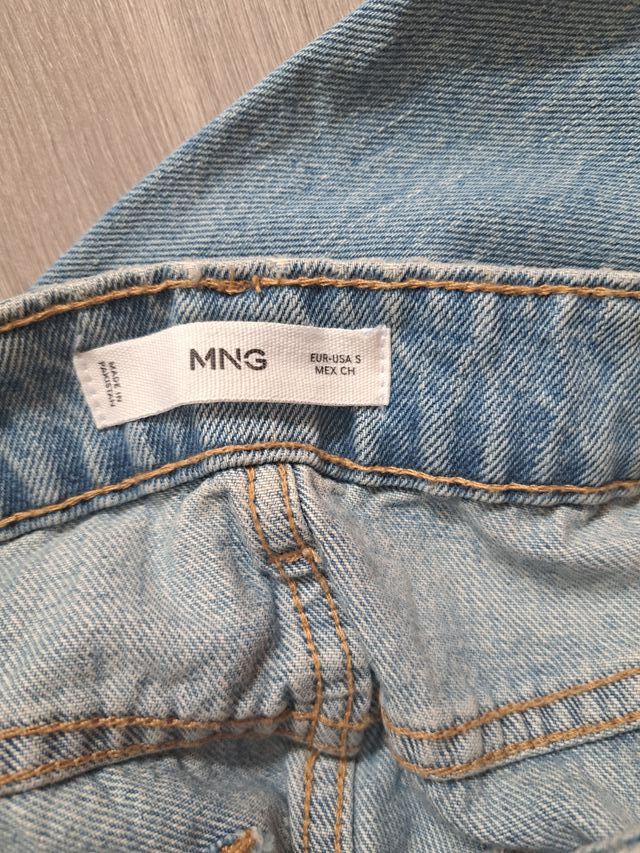 MADE IN
PAKISTAN
MNG
EUR-USA S
MEX CH